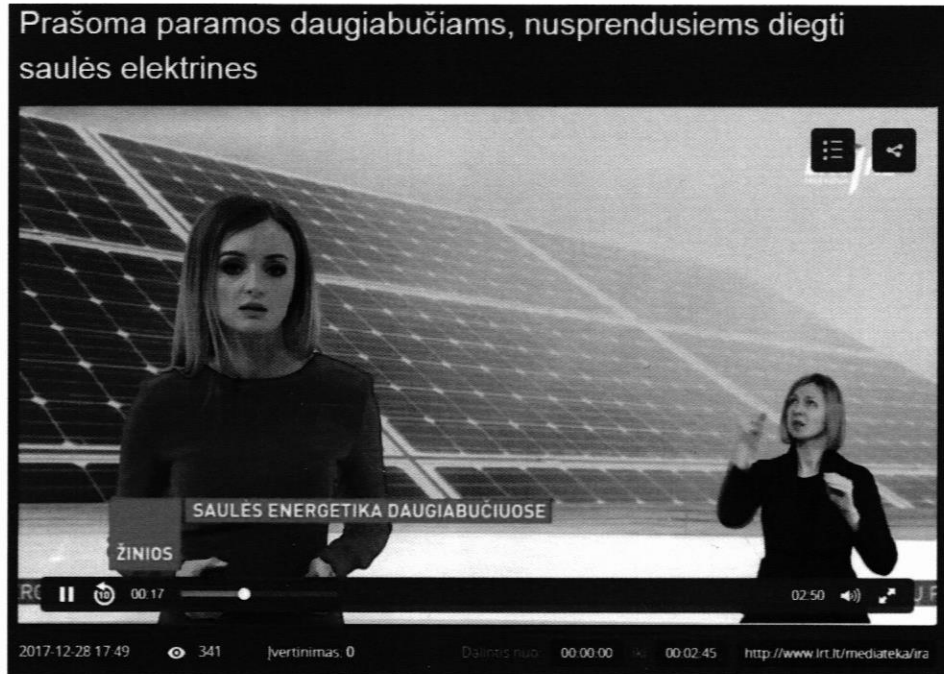 Prašoma paramos daugiabučiams, nusprendusiems diegti
saulės elektrines
SAULĖS ENERGETIKA DAUGIABUČIUOSE
ŽINIOS
10
00:17
02:50
2017-12-28 17:49
341
Įvertinimas: 0
Dalintis nuo:
00:00:00
iki:
00:02:45
http://www.lrt.lt/mediateka/ira